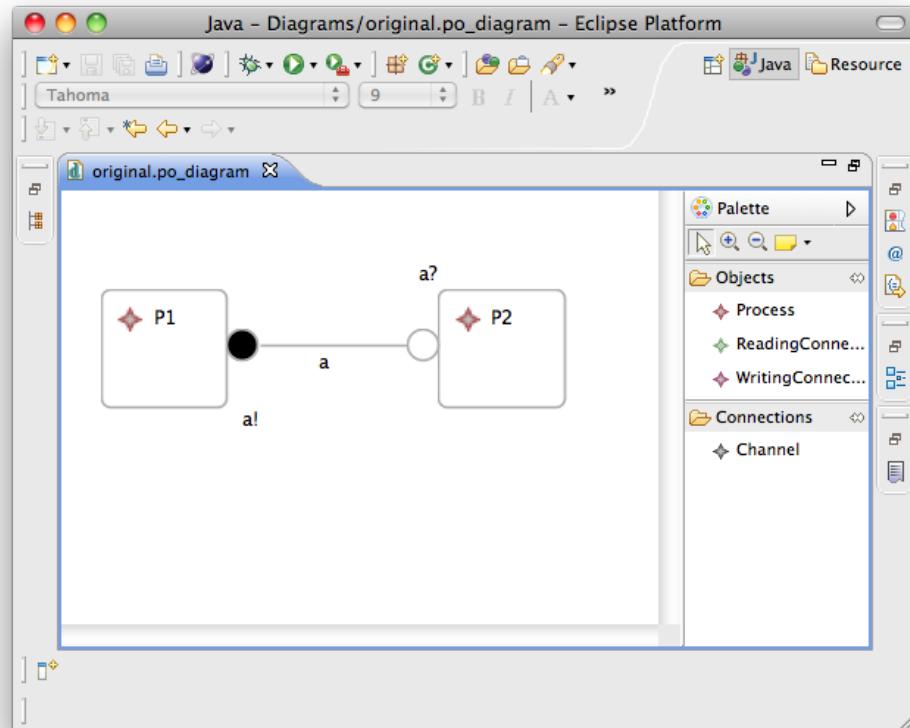 Java – Diagrams/original.po_diagram – Eclipse Platform
Java
Resource
Tahoma
9
B I A
original.po_diagram
Palette
a?
Objects
P1
P2
Process
ReadingConne...
a
WritingConnec...
Connections
a!
Channel
@